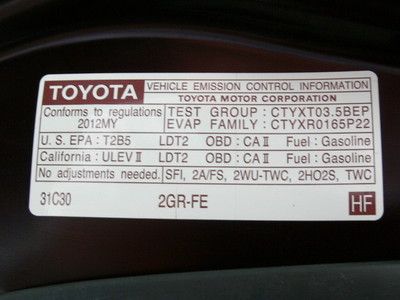 TOYOTA VEHICLE EMISSION CONTROL INFORMATION
TOYOTA MOTOR CORPORATION
Conforms to regulations TEST GROUP : CTYXT03.5BEP
2012MY EVAP FAMILY : CTYXR0165P22
U. S. EPA : T2B5 LDT2 OBD : CA II Fuel : Gasoline
California : ULEV II LDT2 OBD : CA II Fuel : Gasoline
No adjustments needed. SFI, 2A/FS, 2WU-TWC, 2HO2S, TWC
31C30 2GR-FE HF